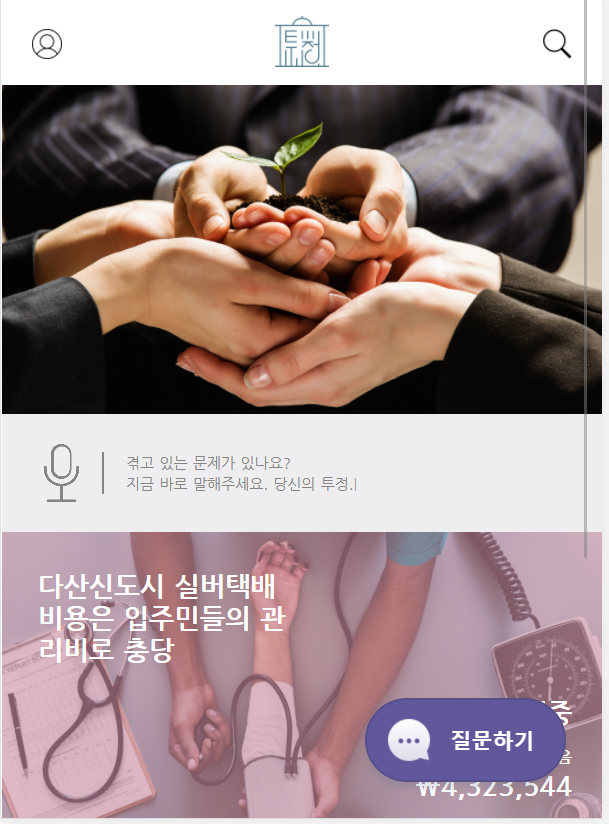 투정
겪고 있는 문제가 있나요?
지금 바로 말해주세요. 당신의 투정.
다산신도시 실버택배
비용은 입주민들의 관
리비로 충당
중
질문하기
음
₩4,323,544